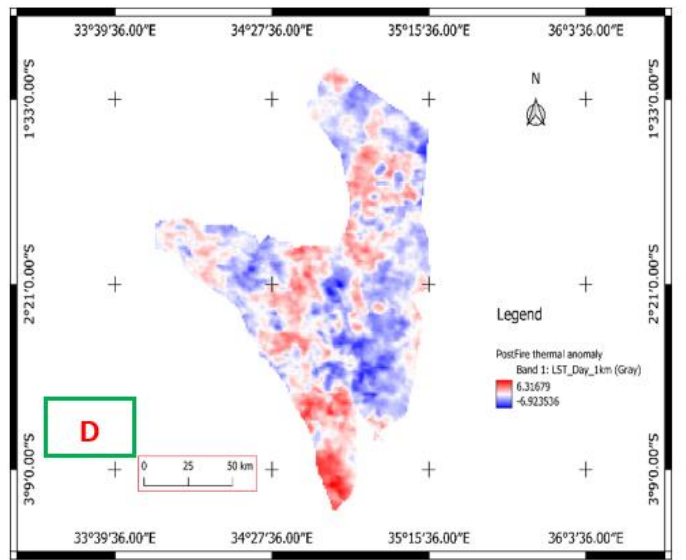 33°39'36.00"E 34°27'36.00"E 35°15'36.00"E 36°3'36.00"E
N
1°33'0.00"S 1°33'0.00"S
2°21'0.00"S 2°21'0.00"S
Legend
PostFire thermal anomaly
Band 1: LST_Day_1km (Gray)
6.31679
-6.923536
D
0 25 50 km
3°9'0.00"S 3°9'0.00"S
33°39'36.00"E 34°27'36.00"E 35°15'36.00"E 36°3'36.00"E